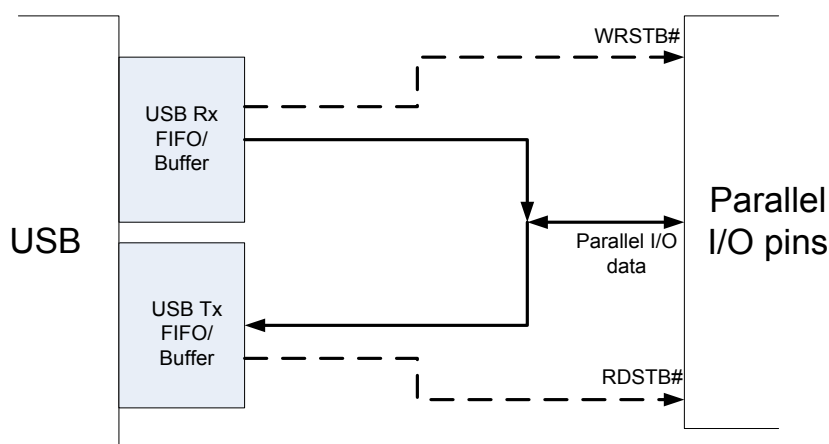 WRSTB#
USB Rx
FIFO/
Buffer
USB
Parallel
I/O pins
Parallel I/O
data
USB Tx
FIFO/
Buffer
RDSTB#